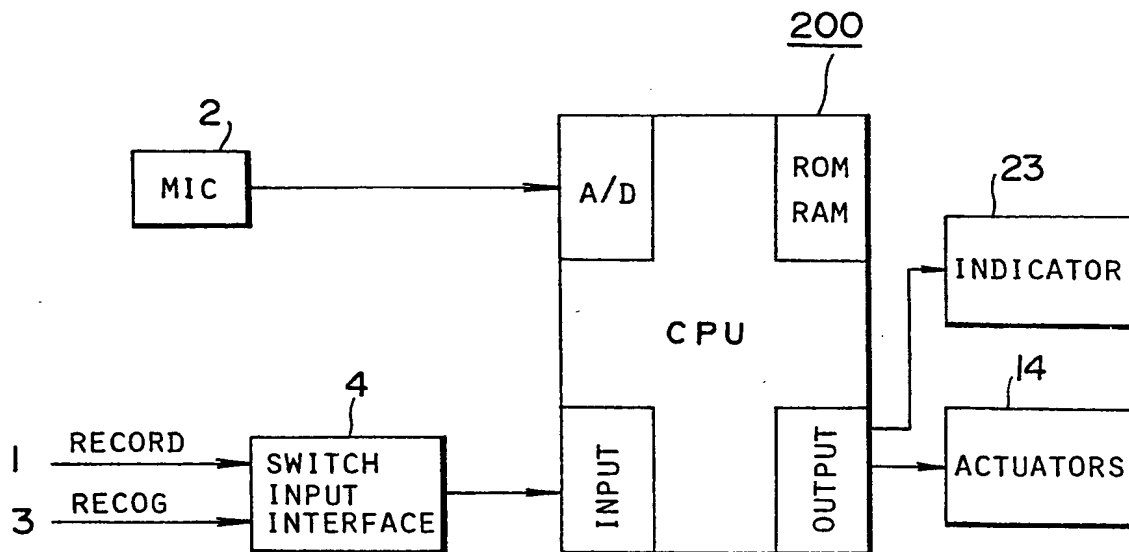 200
2
MIC
A/D
ROM
RAM
23
INDICATOR
CPU
4
14
1 RECORD
3 RECOG
SWITCH
INPUT
INTERFACE
INPUT
OUTPUT
ACTUATORS